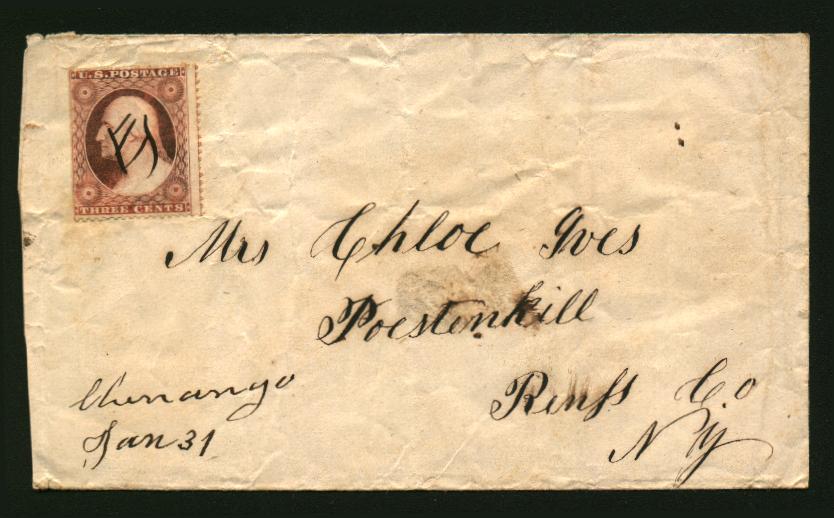 U.S. POSTAGE
THREE CENTS
Mrs Chloe Ives
Poestenkill
Renss Co
N Y
Chenango
Jan 31